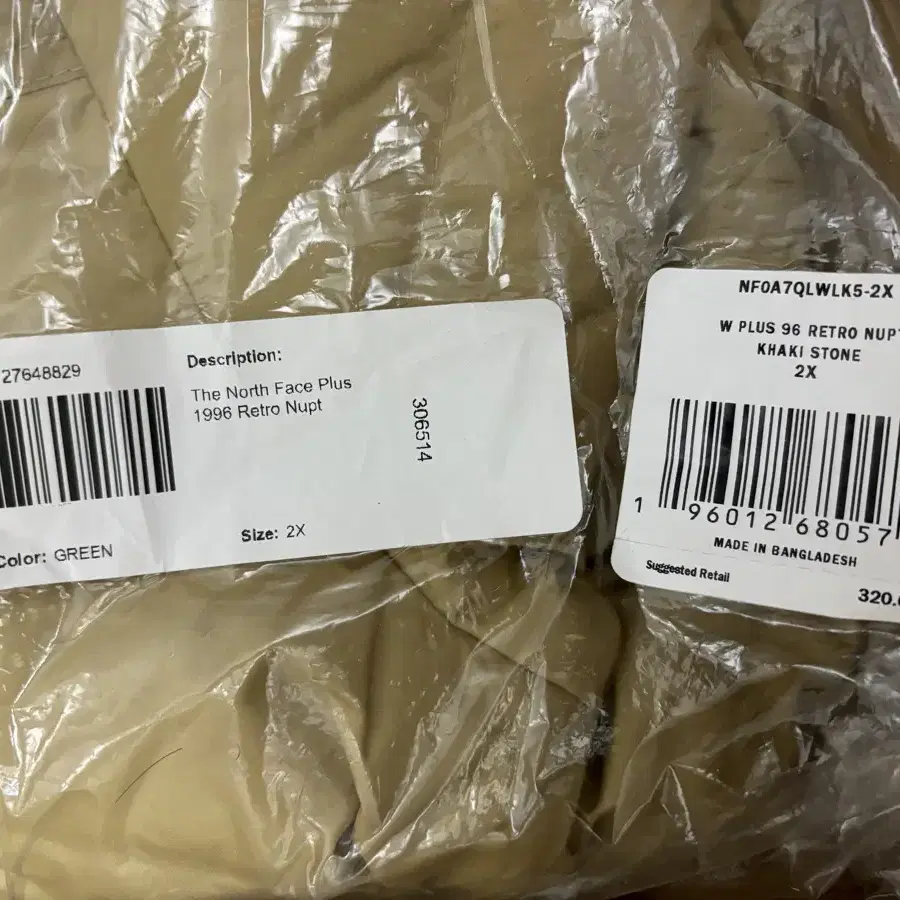 27648829
Description:
The North Face Plus
1996 Retro Nupt
306514
Color: GREEN
Size: 2X
NF0A7QLWLK5-2X
W PLUS 96 RETRO NUPT
KHAKI STONE
2X
1 96012 68057
MADE IN BANGLADESH
Suggested Retail
320.